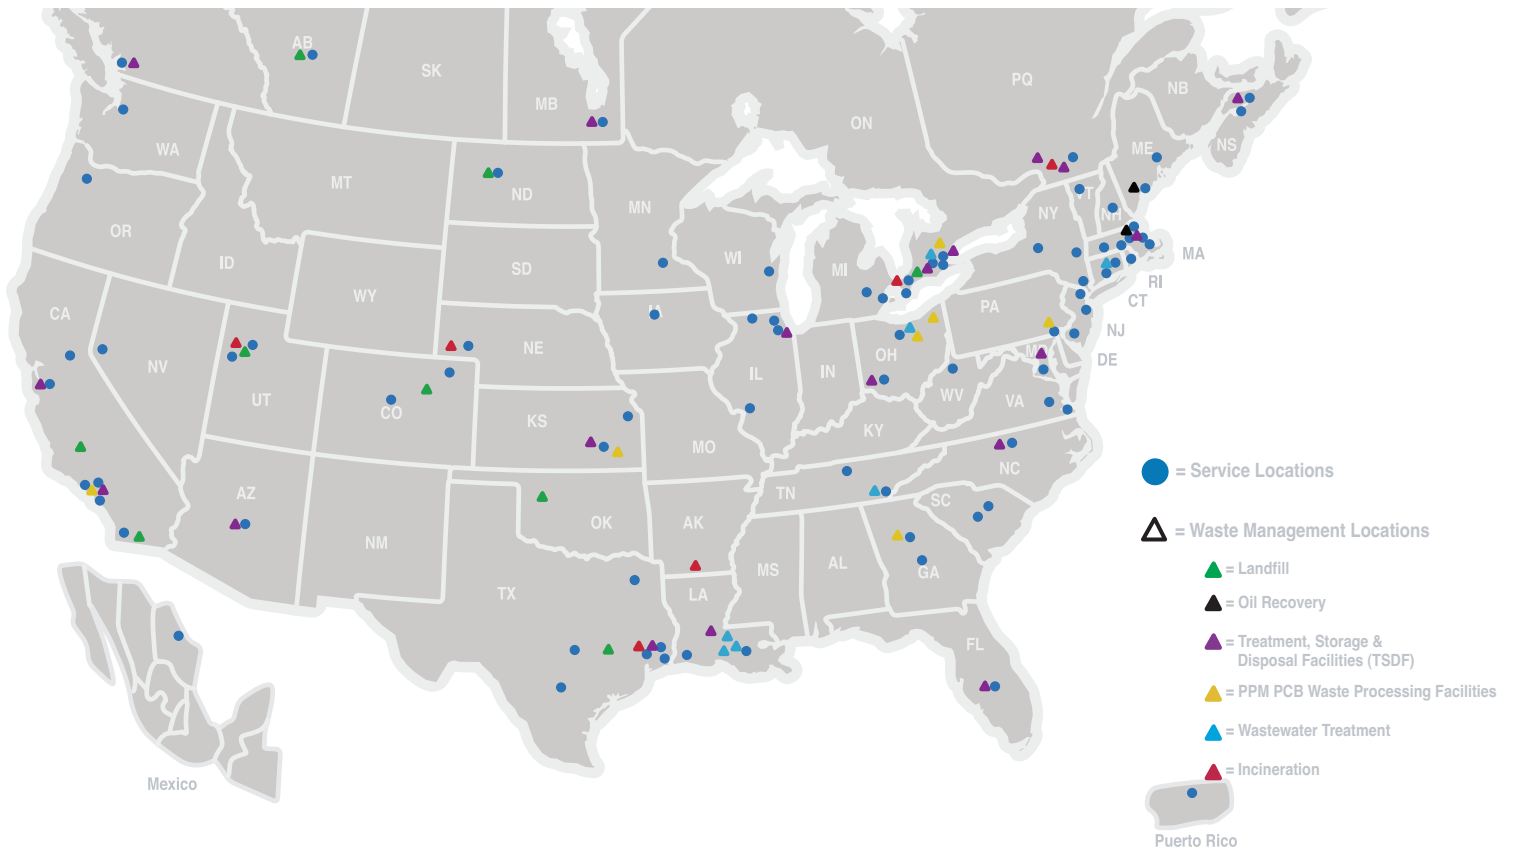 AB
SK
MB
ON
PQ
NB
NS
WA
MT
ND
MN
ME
NY
VT
NH
OR
ID
WY
SD
WI
MI
MA
RI
CT
CA
NV
UT
CO
NE
IA
IL
IN
OH
PA
NJ
MD
DE
WV
VA
KS
MO
KY
NC
AZ
NM
OK
AK
TN
SC
TX
LA
MS
AL
GA
FL
Mexico
= Service Locations
= Waste Management Locations
= Landfill
= Oil Recovery
= Treatment, Storage &
Disposal Facilities (TSDF)
= PPM PCB Waste Processing Facilities
= Wastewater Treatment
= Incineration
Puerto Rico